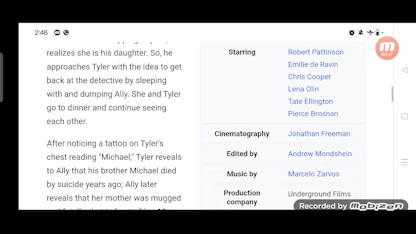 2:46
realizes she is his daughter. So, he
approaches Tyler with the idea to get
back at the detective by sleeping
with and dumping Ally. She and Tyler
go to dinner and continue seeing
each other.
After noticing a tattoo on Tyler's
chest reading "Michael," Tyler reveals
to Ally that his brother Michael died
by suicide years ago; Ally later
reveals that her mother was mugged
Starring
Robert Pattinson
Emilie de Ravin
Chris Cooper
Lena Olin
Tate Ellington
Pierce Brosnan
Cinematography
Jonathan Freeman
Edited by
Andrew Mondshein
Music by
Marcelo Zarvos
Production
company
Underground Films
Recorded by MOBIZEN